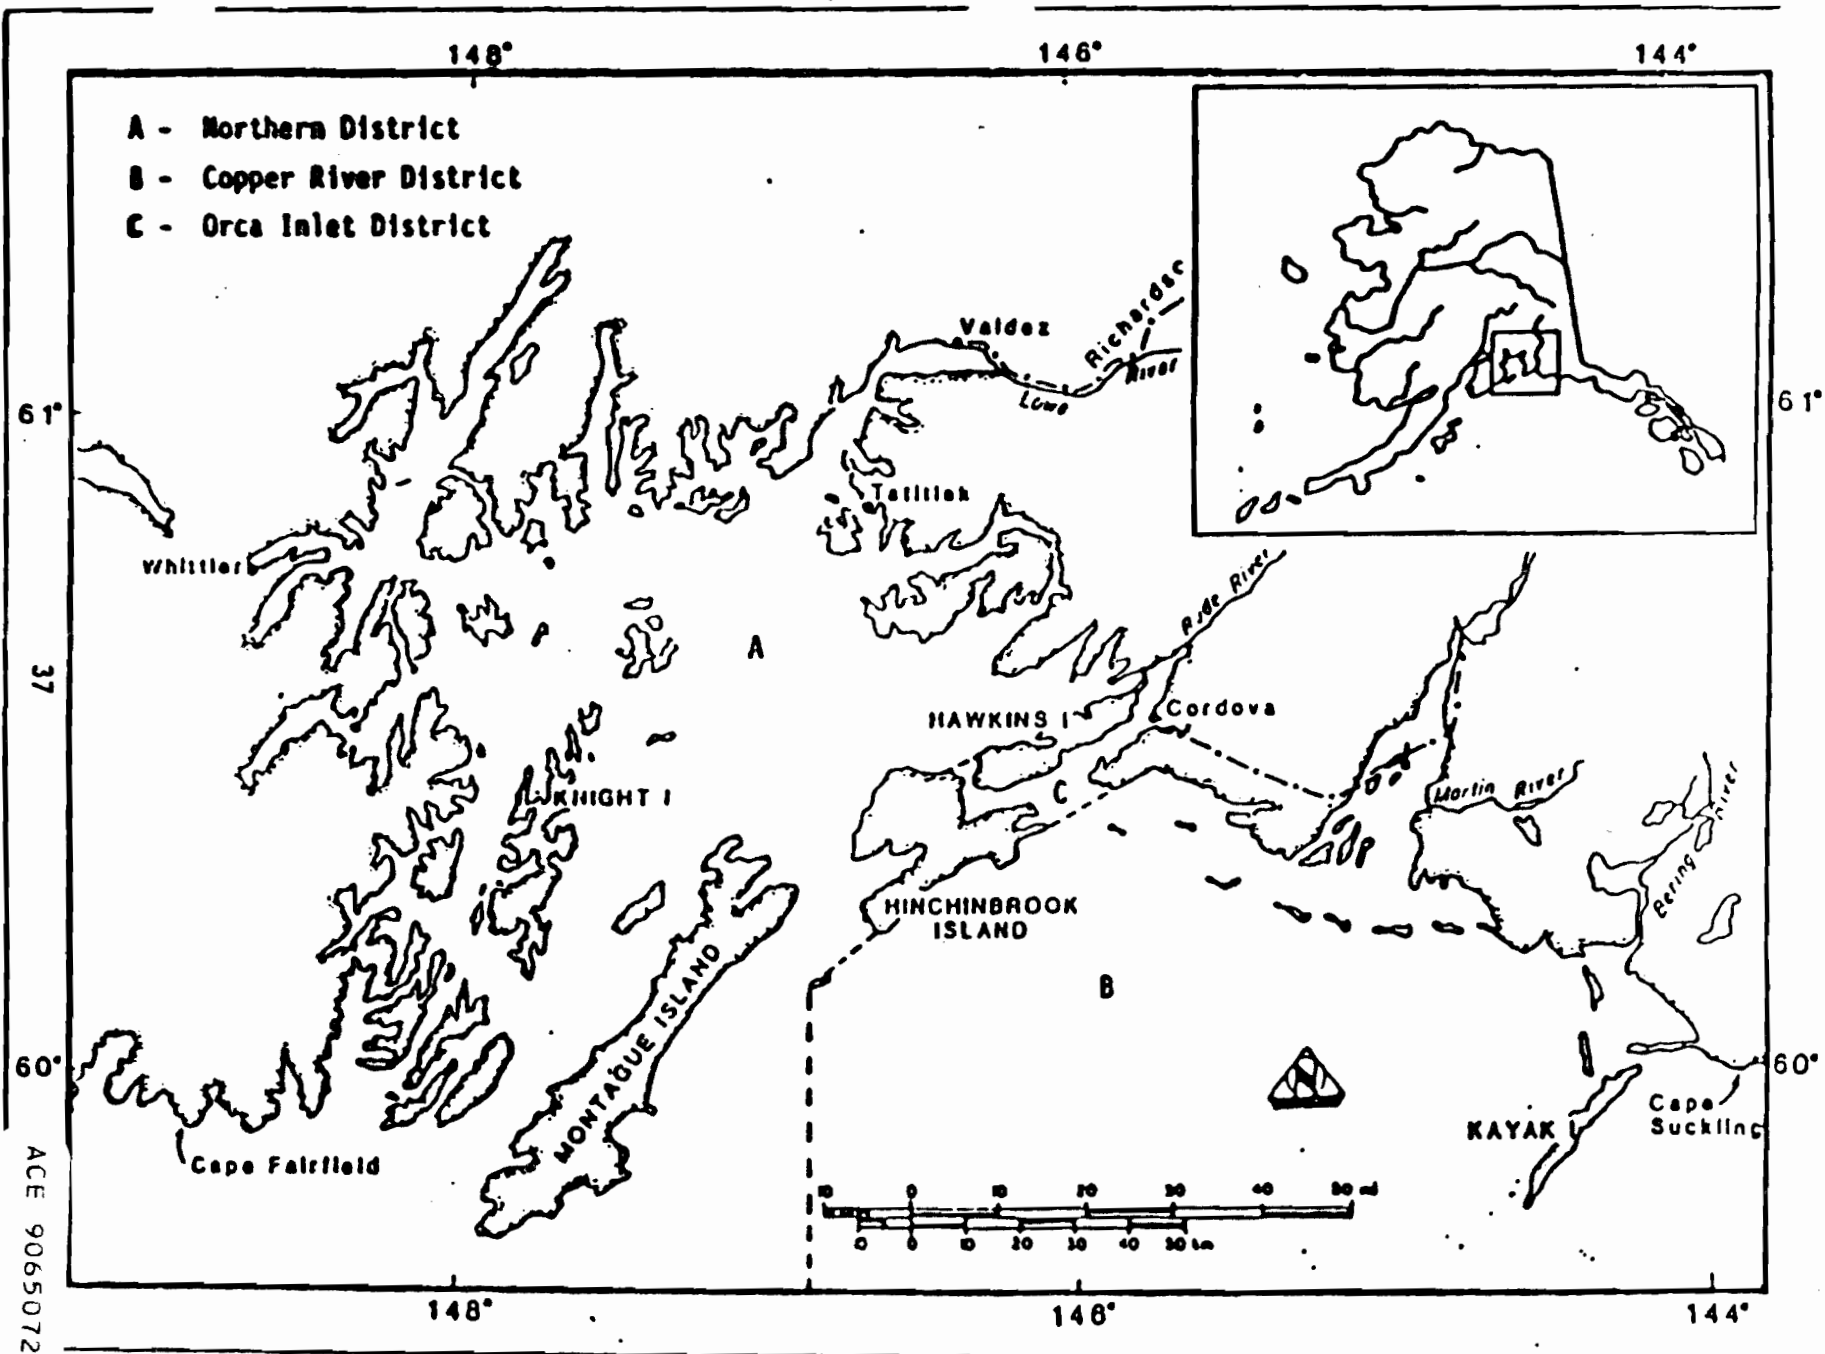 148° 146° 144°
A - Northern District
B - Copper River District
C - Orca Inlet District
Valdez
Richardsc
River
Lowe
61° 61°
Tatitlek
Whittier
River
A
37
HAWKINS I
Cordova
KNIGHT I
C
Martin River
River
Bering
HINCHINBROOK
ISLAND
MONTAGUE ISLAND
B
60° 60°
Cape
Suckling
KAYAK I
Cape Fairfield
10 0 10 20 30 40 50 mi
10 0 10 20 30 40 50 km
148° 146° 144°
ACE 9065072